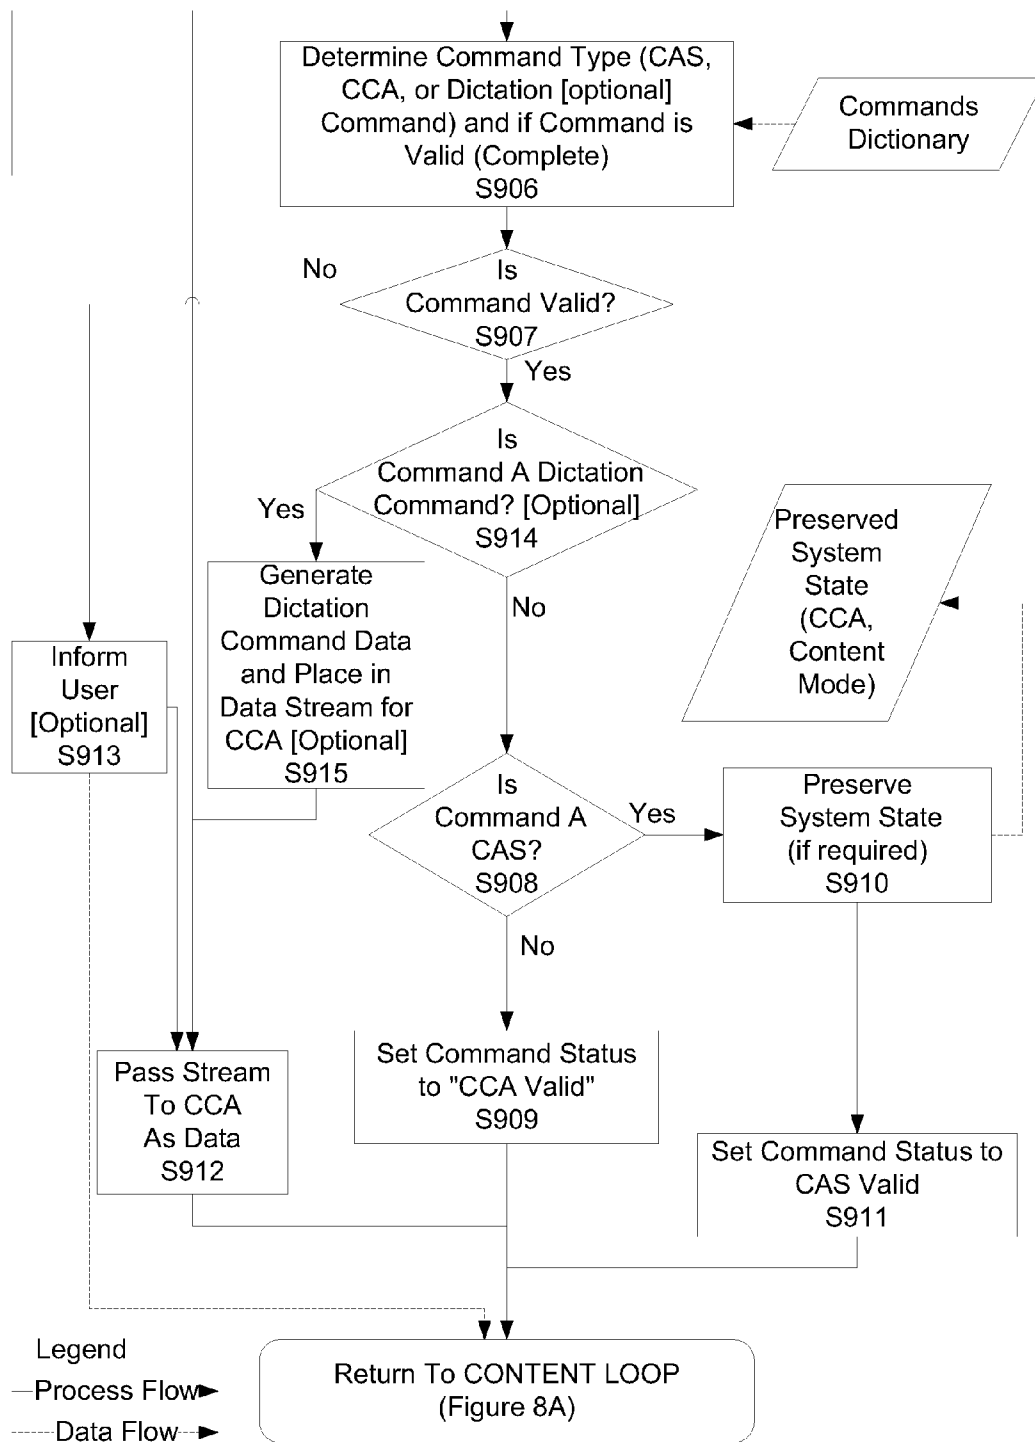 Determine Command Type (CAS,
CCA, or Dictation [optional]
Command) and if Command is
Valid (Complete)
S906
Commands
Dictionary
No
Is
Command Valid?
S907
Yes
Is
Command A Dictation
Command? [Optional]
S914
Yes
No
Preserved
System
State
(CCA,
Content
Mode)
Generate
Dictation
Command Data
and Place in
Data Stream for
CCA [Optional]
S915
Inform
User
[Optional]
S913
Is
Command A
CAS?
S908
Yes
No
Preserve
System State
(if required)
S910
Pass Stream
To CCA
As Data
S912
Set Command Status
to "CCA Valid"
S909
Set Command Status to
CAS Valid
S911
Legend
Process Flow
Data Flow
Return To CONTENT LOOP
(Figure 8A)